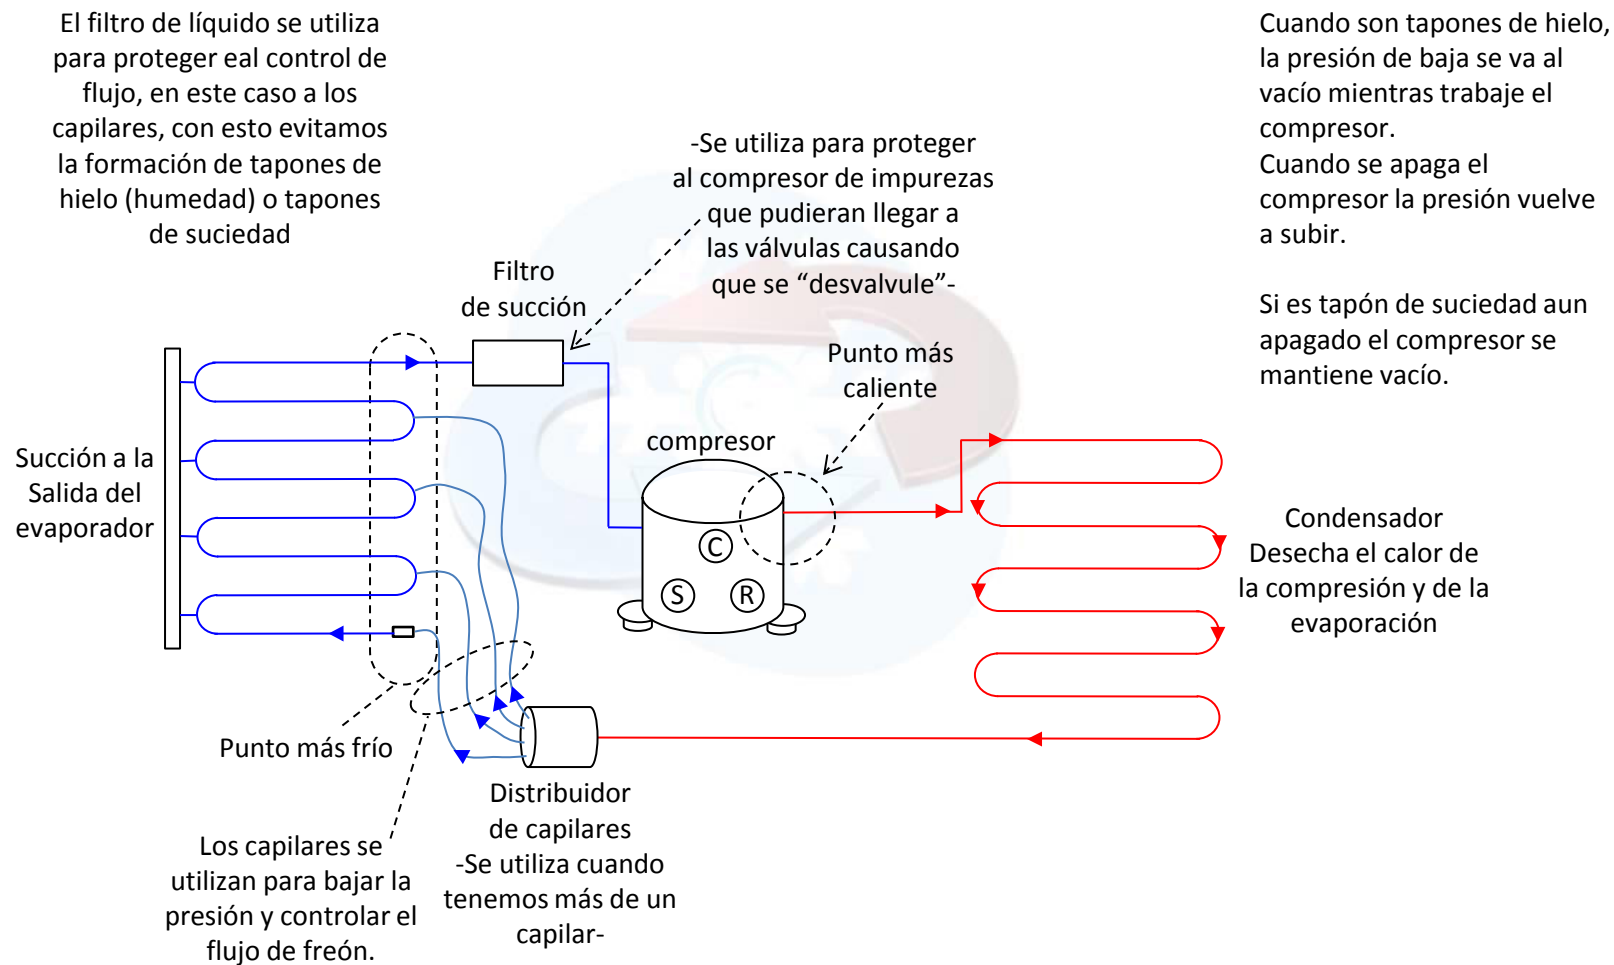 El filtro de líquido se utiliza
para proteger eal control de
flujo, en este caso a los
capilares, con esto evitamos
la formación de tapones de
hielo (humedad) o tapones
de suciedad
-Se utiliza para proteger
al compresor de impurezas
que pudieran llegar a
las válvulas causando
que se “desvalvule”-
Cuando son tapones de hielo,
la presión de baja se va al
vacío mientras trabaje el
compresor.
Cuando se apaga el
compresor la presión vuelve
a subir.
Si es tapón de suciedad aun
apagado el compresor se
mantiene vacío.
Filtro
de succión
Punto más
caliente
compresor
C
S
R
Succión a la
Salida del
evaporador
Condensador
Desecha el calor de
la compresión y de la
evaporación
Punto más frío
Distribuidor
de capilares
-Se utiliza cuando
tenemos más de un
capilar-
Los capilares se
utilizan para bajar la
presión y controlar el
flujo de freón.